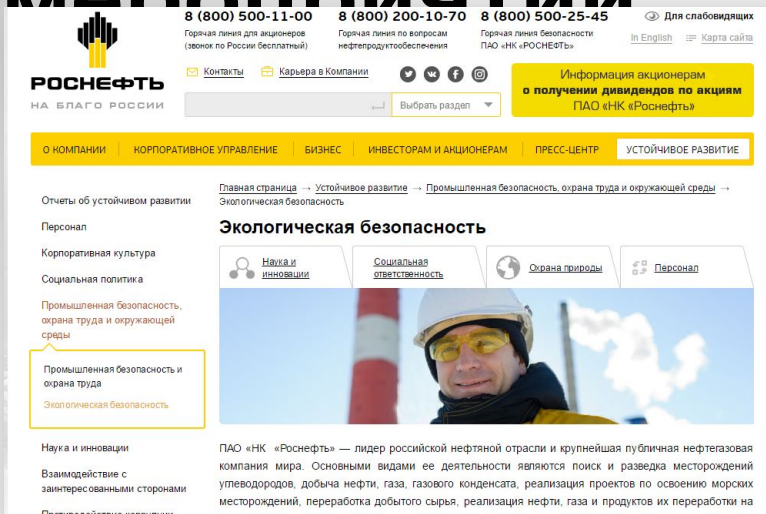 8 (800) 500-11-00
Горячая линия для акционеров
(звонок по России бесплатный)
8 (800) 200-10-70
Горячая линия по вопросам
нефтепродуктообеспечения
8 (800) 500-25-45
Горячая линия безопасности
ПАО «НК «РОСНЕФТЬ»
Для слабовидящих
In English
Карта сайта
РОСНЕФТЬ
НА БЛАГО РОССИИ
Контакты
Карьера в Компании
Выбрать раздел
Информация акционерам
о получении дивидендов по акциям
ПАО «НК «Роснефть»
О КОМПАНИИ
КОРПОРАТИВНОЕ УПРАВЛЕНИЕ
БИЗНЕС
ИНВЕСТОРАМ И АКЦИОНЕРАМ
ПРЕСС-ЦЕНТР
УСТОЙЧИВОЕ РАЗВИТИЕ
Отчеты об устойчивом развитии
Персонал
Корпоративная культура
Социальная политика
Промышленная безопасность,
охрана труда и окружающей
среды
Промышленная безопасность и
охрана труда
Экологическая безопасность
Наука и инновации
Взаимодействие с
заинтересованными сторонами
Главная страница → Устойчивое развитие → Промышленная безопасность, охрана труда и окружающей среды →
Экологическая безопасность
Экологическая безопасность
Наука и
инновации
Социальная
ответственность
Охрана природы
Персонал
ПАО «НК «Роснефть» — лидер российской нефтяной отрасли и крупнейшая публичная нефтегазовая
компания мира. Основными видами ее деятельности являются поиск и разведка месторождений
углеводородов, добыча нефти, газа, газового конденсата, реализация проектов по освоению морских
месторождений, переработка добытого сырья, реализация нефти, газа и продуктов их переработки на